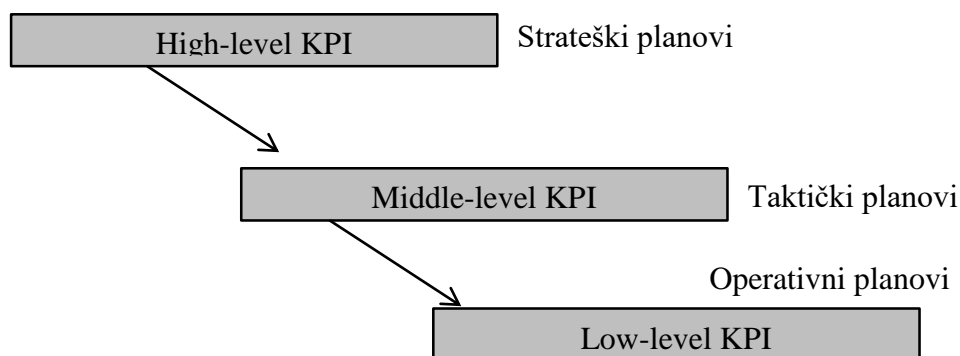 High-level KPI
Strateški planovi
Middle-level KPI
Taktički planovi
Operativni planovi
Low-level KPI